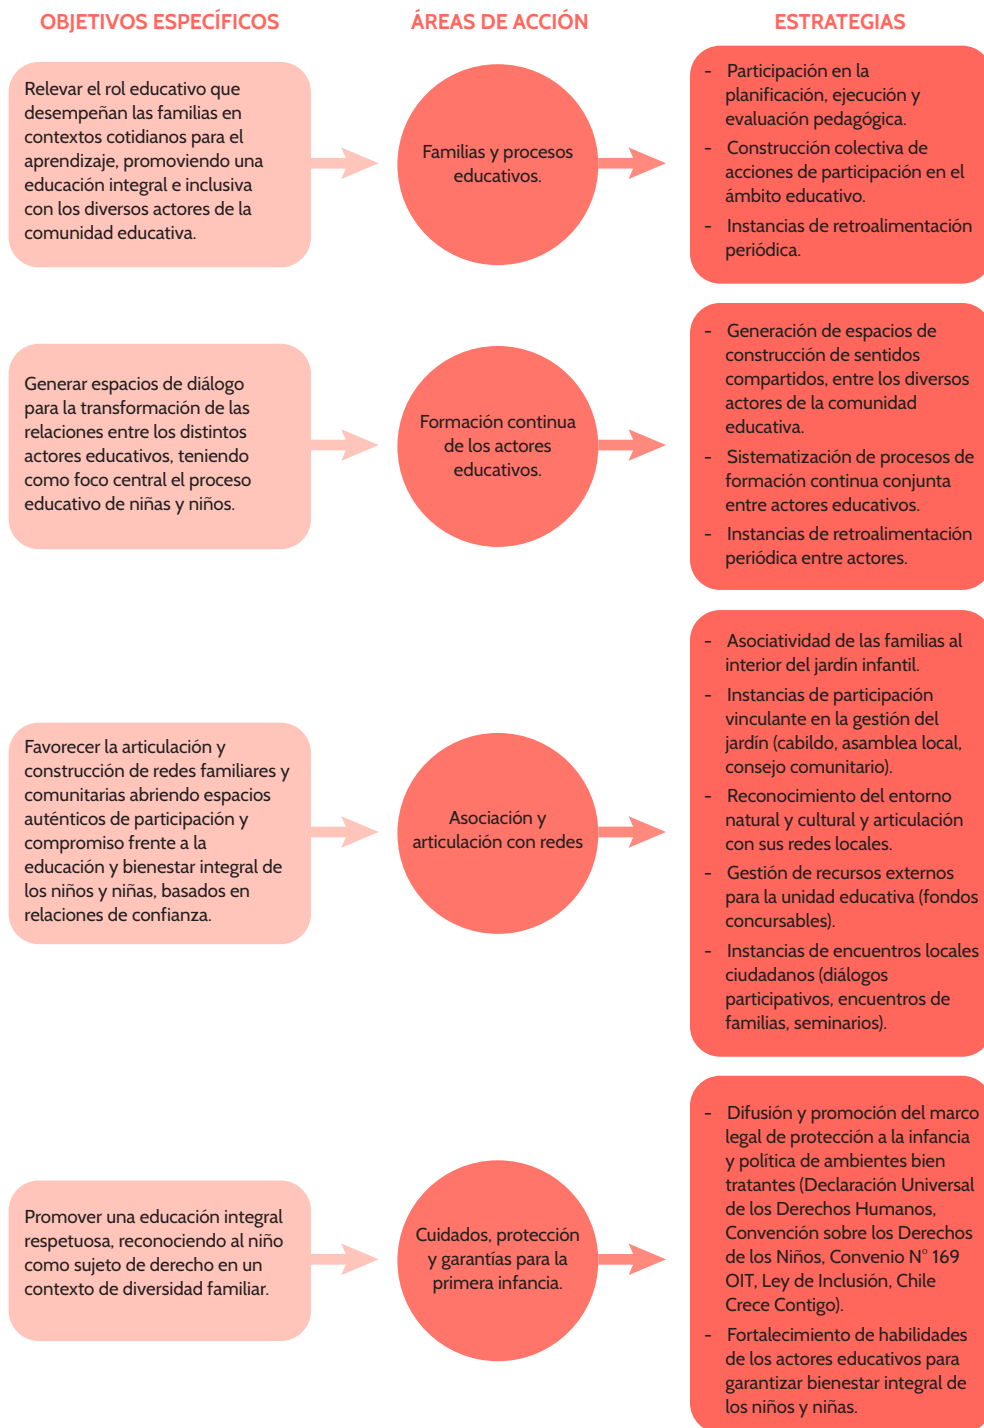 OBJETIVOS ESPECÍFICOS
ÁREAS DE ACCIÓN
ESTRATEGIAS
Relevar el rol educativo que
desempeñan las familias en
contextos cotidianos para el
aprendizaje, promoviendo una
educación integral e inclusiva
con los diversos actores de la
comunidad educativa.
Familias y procesos
educativos.
- Participación en la
planificación, ejecución y
evaluación pedagógica.
- Construcción colectiva de
acciones de participación en el
ámbito educativo.
- Instancias de retroalimentación
periódica.
Generar espacios de diálogo
para la transformación de las
relaciones entre los distintos
actores educativos, teniendo
como foco central el proceso
educativo de niñas y niños.
Formación continua
de los actores
educativos.
- Generación de espacios de
construcción de sentidos
compartidos, entre los diversos
actores de la comunidad
educativa.
- Sistematización de procesos de
formación continua conjunta
entre actores educativos.
- Instancias de retroalimentación
periódica entre actores.
Favorecer la articulación y
construcción de redes familiares y
comunitarias abriendo espacios
auténticos de participación y
compromiso frente a la
educación y bienestar integral de
los niños y niñas, basados en
relaciones de confianza.
Asociación y
articulación con redes
- Asociatividad de las familias al
interior del jardín infantil.
- Instancias de participación
vinculante en la gestión del
jardín (cabildo, asamblea local,
consejo comunitario).
- Reconocimiento del entorno
natural y cultural y articulación
con sus redes locales.
- Gestión de recursos externos
para la unidad educativa (fondos
concursables).
- Instancias de encuentros locales
ciudadanos (diálogos
participativos, encuentros de
familias, seminarios).
Promover una educación integral
respetuosa, reconociendo al niño
como sujeto de derecho en un
contexto de diversidad familiar.
Cuidados, protección
y garantías para la
primera infancia.
- Difusión y promoción del marco
legal de protección a la infancia
y política de ambientes bien
tratantes (Declaración Universal
de los Derechos Humanos,
Convención sobre los Derechos
de los Niños, Convenio N° 169
OIT, Ley de Inclusión, Chile
Crece Contigo).
- Fortalecimiento de habilidades
de los actores educativos para
garantizar bienestar integral de
los niños y niñas.